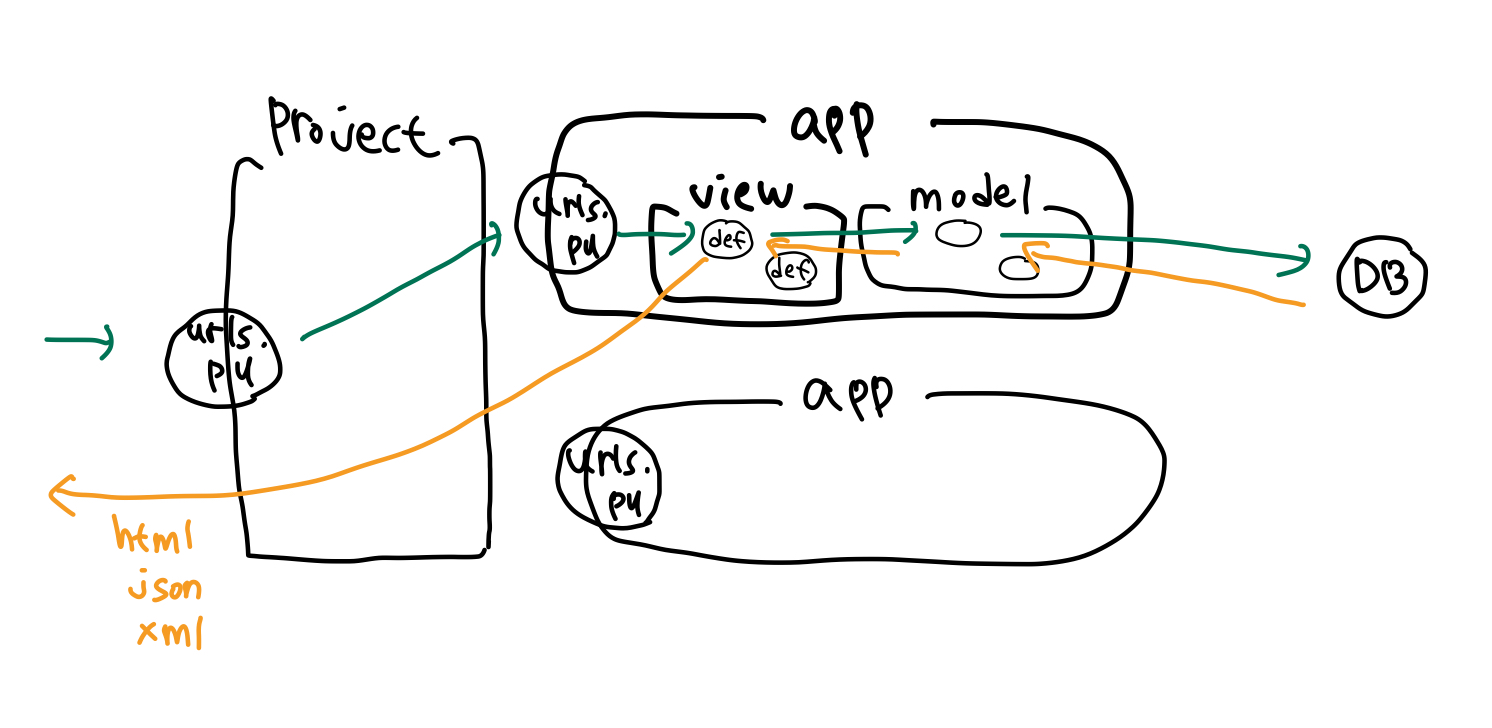 Project
urls.
py
html
json
xml
app
urls.
py
view
def
def
model
DB
app
urls.
py